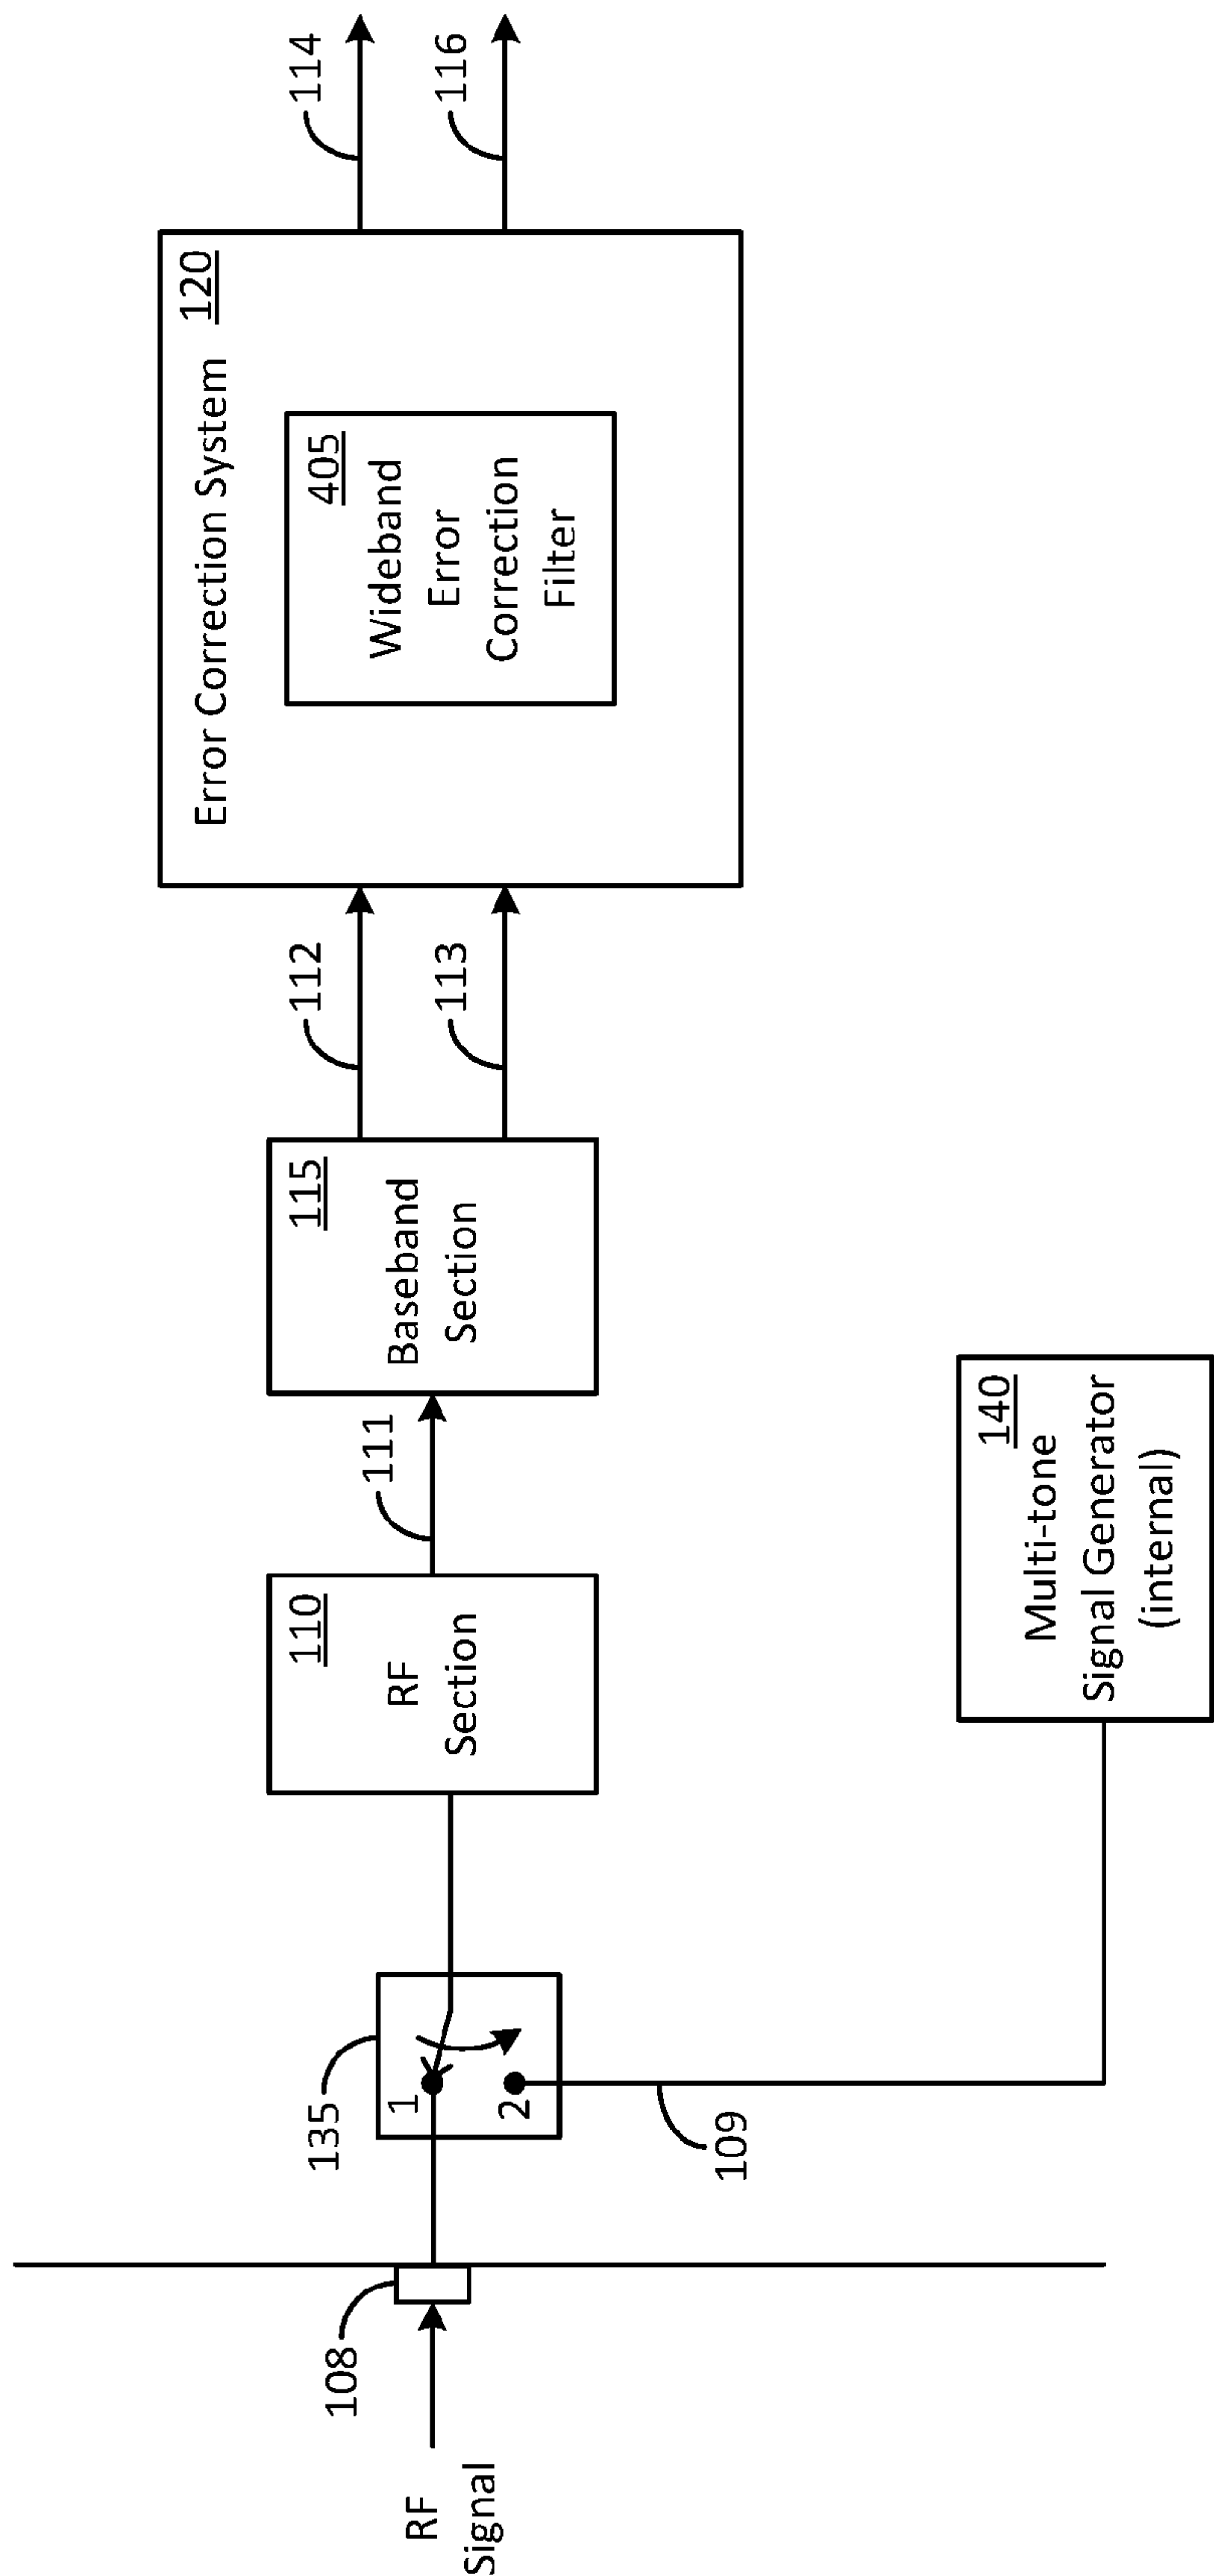 RF
Signal
108
135
1
2
109
110
RF
Section
111
115
Baseband
Section
112
113
Error Correction System 120
405
Wideband
Error
Correction
Filter
114
116
140
Multi-tone
Signal Generator
(internal)